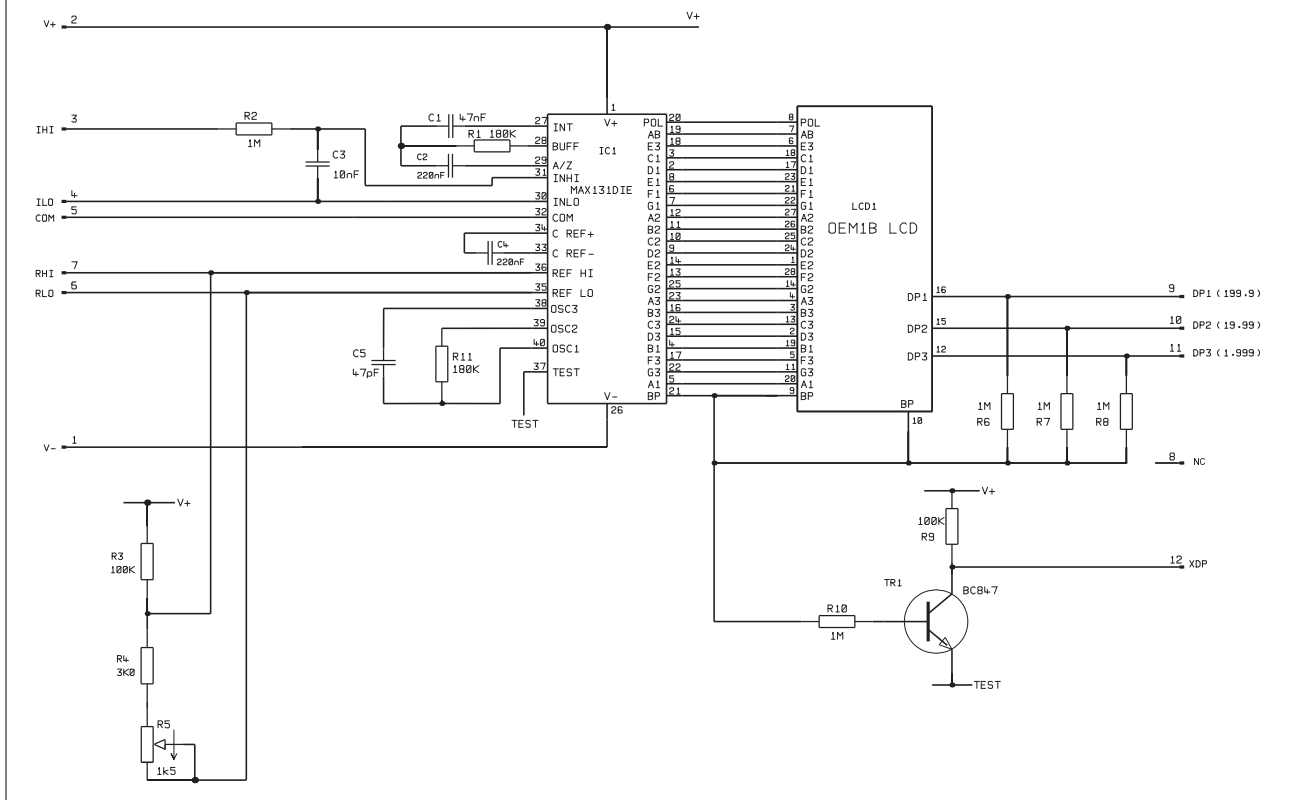 V+ 2
V+
IHI 3
R2
1M
C3
10nF
ILO 4
COM 5
RHI 7
RLO 6
C1 47nF
R1 180K
C2
220nF
C4
220nF
C5
47pF
R11
180K
TEST
V- 1
1
V+
IC1
MAX131DIE
27 INT
28 BUFF
29 A/Z
31 INHI
30 INLO
32 COM
34 C REF+
33 C REF-
36 REF HI
35 REF LO
38 OSC3
39 OSC2
40 OSC1
37 TEST
V-
26
POL 20
AB 19
E3 18
C1 3
D1 2
E1 8
F1 6
G1 7
A2 12
B2 11
C2 10
D2 9
E2 14
F2 13
G2 25
A3 23
B3 16
C3 24
D3 15
B1 4
F3 17
G3 22
A1 5
BP 21
8 POL
7 AB
6 E3
18 C1
17 D1
23 E1
21 F1
22 G1
27 A2
26 B2
25 C2
24 D2
1 E2
28 F2
14 G2
4 A3
3 B3
13 C3
2 D3
19 B1
5 F3
11 G3
20 A1
9 BP
LCD1
OEM1B LCD
DP1 16
DP2 15
DP3 12
BP
10
9 DP1 (199.9)
10 DP2 (19.99)
11 DP3 (1.999)
1M
R6
1M
R7
1M
R8
8 NC
V+
100K
R9
12 XDP
TR1
BC847
R10
1M
TEST
V+
R3
100K
R4
3K0
R5
1k5